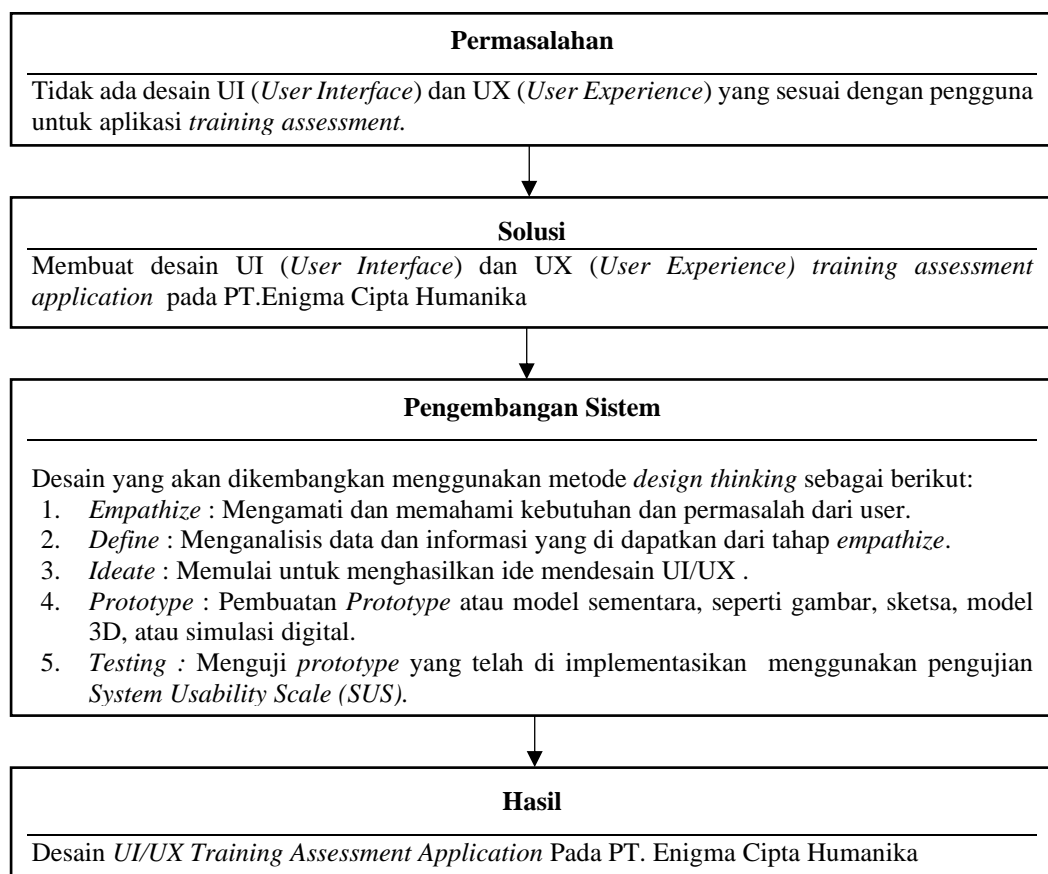 Permasalahan
Tidak ada desain UI (User Interface) dan UX (User Experience) yang sesuai dengan pengguna
untuk aplikasi training assessment.
Solusi
Membuat desain UI (User Interface) dan UX (User Experience) training assessment
application pada PT.Enigma Cipta Humanika
Pengembangan Sistem
Desain yang akan dikembangkan menggunakan metode design thinking sebagai berikut:
1. Empathize : Mengamati dan memahami kebutuhan dan permasalah dari user.
2. Define : Menganalisis data dan informasi yang di dapatkan dari tahap empathize.
3. Ideate : Memulai untuk menghasilkan ide mendesain UI/UX .
4. Prototype : Pembuatan Prototype atau model sementara, seperti gambar, sketsa, model
3D, atau simulasi digital.
5. Testing : Menguji prototype yang telah di implementasikan menggunakan pengujian
System Usability Scale (SUS).
Hasil
Desain UI/UX Training Assessment Application Pada PT. Enigma Cipta Humanika